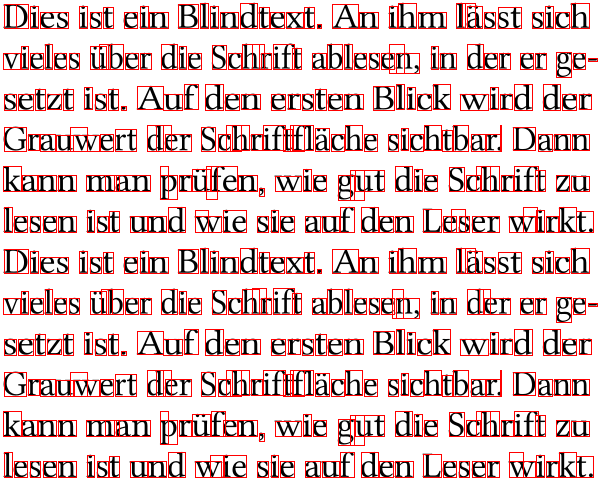 Dies ist ein Blindtext. An ihm lässt sich
vieles über die Schrift ablesen, in der er ge-
setzt ist. Auf den ersten Blick wird der
Grauwert der Schriftfläche sichtbar. Dann
kann man prüfen, wie gut die Schrift zu
lesen ist und wie sie auf den Leser wirkt.
Dies ist ein Blindtext. An ihm lässt sich
vieles über die Schrift ablesen, in der er ge-
setzt ist. Auf den ersten Blick wird der
Grauwert der Schriftfläche sichtbar. Dann
kann man prüfen, wie gut die Schrift zu
lesen ist und wie sie auf den Leser wirkt.